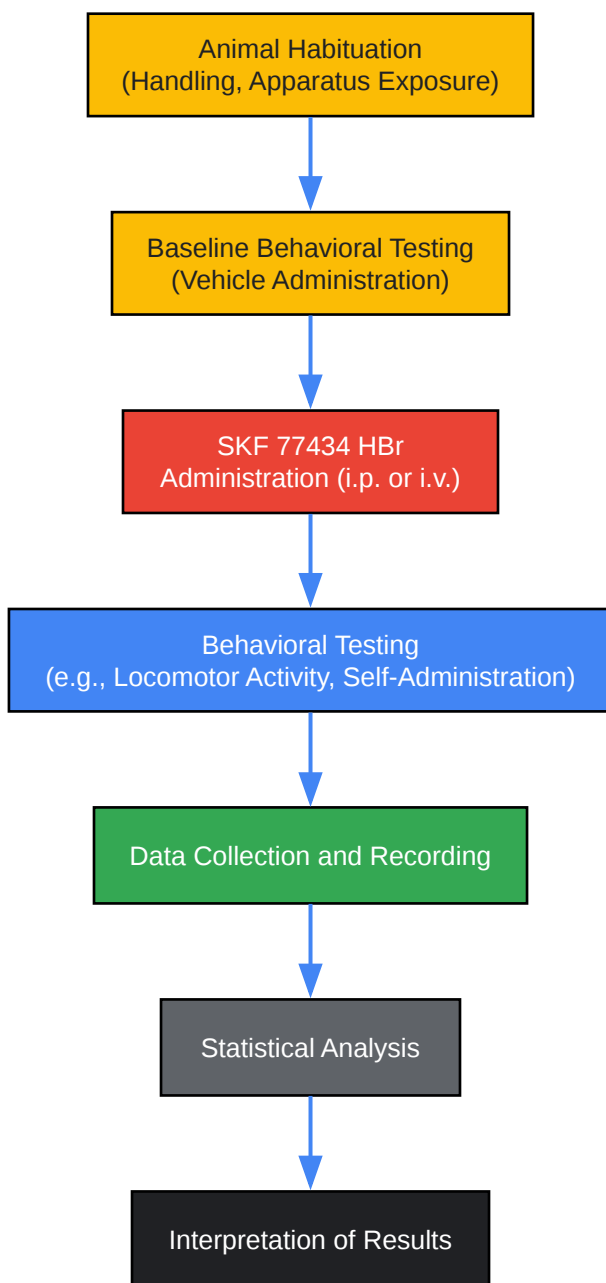 Animal Habituation
(Handling, Apparatus Exposure)
Baseline Behavioral Testing
(Vehicle Administration)
SKF 77434 HBr
Administration (i.p. or i.v.)
Behavioral Testing
(e.g., Locomotor Activity, Self-Administration)
Data Collection and Recording
Statistical Analysis
Interpretation of Results